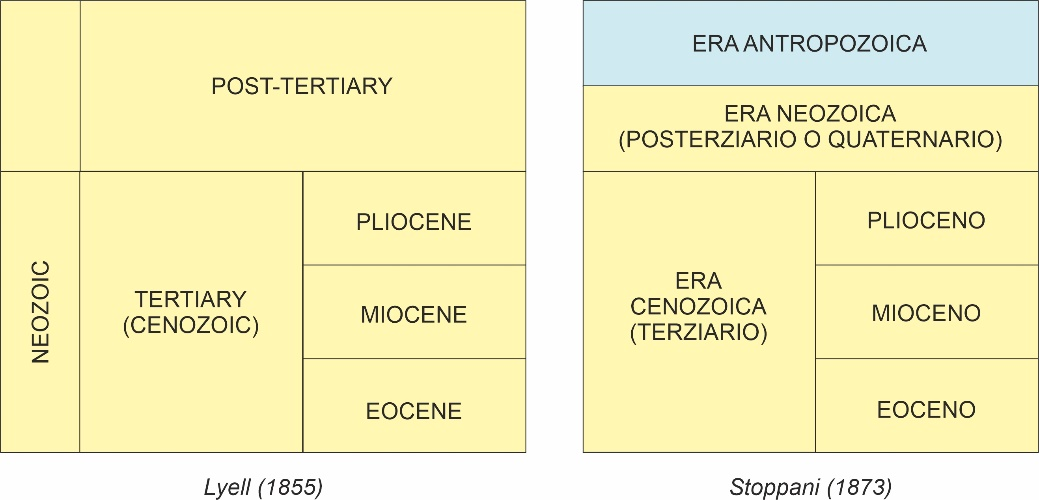 POST-TERTIARY
NEOZOIC
TERTIARY
(CENOZOIC)
PLIOCENE
MIOCENE
EOCENE
Lyell (1855)
ERA ANTROPOZOICA
ERA NEOZOICA
(POSTERZIARIO O QUATERNARIO)
ERA
CENOZOICA
(TERZIARIO)
PLIOCENO
MIOCENO
EOCENO
Stoppani (1873)